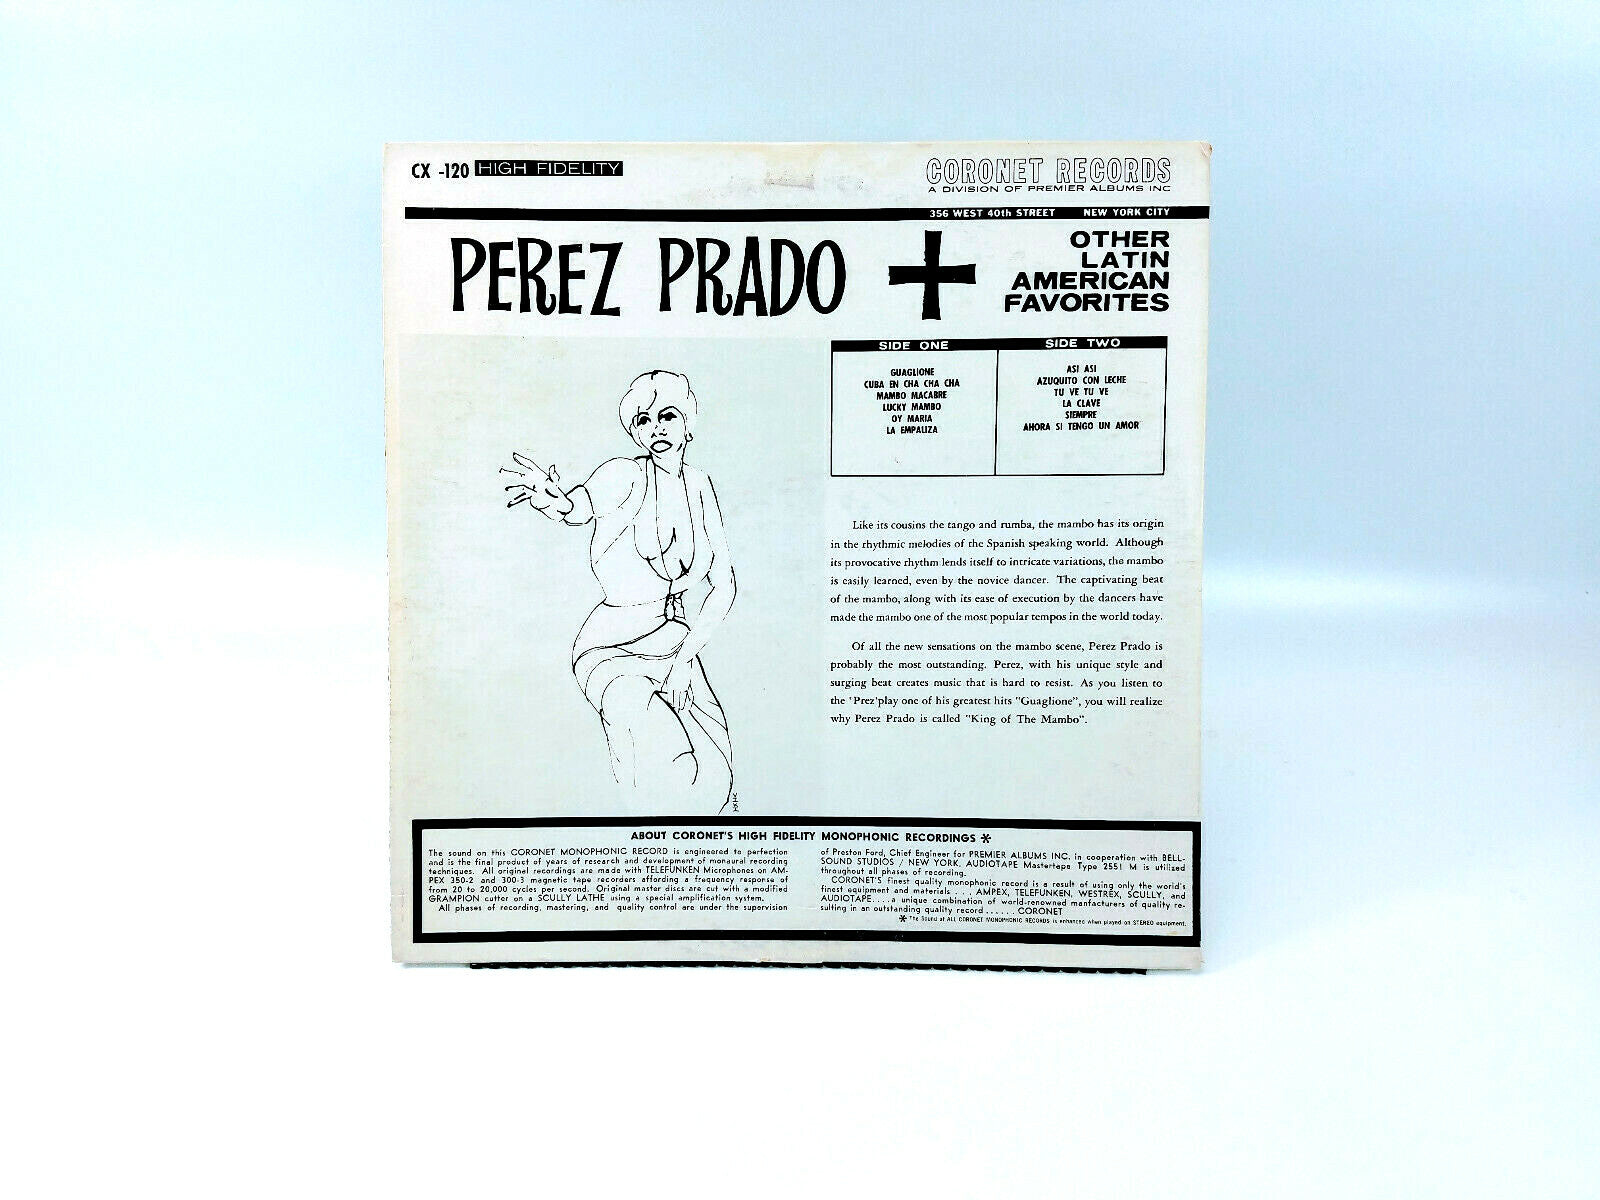 CX -120 HIGH FIDELITY
CORONET RECORDS
A DIVISION OF PREMIER ALBUMS INC
356 WEST 40th STREET NEW YORK CITY
PEREZ PRADO +
OTHER
LATIN
AMERICAN
FAVORITES
SIDE ONE
GUAGLIONE
CUBA EN CHA CHA CHA
MAMBO MACABRE
LUCKY MAMBO
OY MARIA
LA EMPALIZA
SIDE TWO
ASI ASI
AZUQUITO CON LECHE
TU VE TU VE
LA CLAVE
SIEMPRE
AHORA SI TENGO UN AMOR
Like its cousins the tango and rumba, the mambo has its origin
in the rhythmic melodies of the Spanish speaking world. Although
its provocative rhythm lends itself to intricate variations, the mambo
is easily learned, even by the novice dancer. The captivating beat
of the mambo, along with its ease of execution by the dancers have
made the mambo one of the most popular tempos in the world today.
Of all the new sensations on the mambo scene, Perez Prado is
probably the most outstanding. Perez, with his unique style and
surging beat creates music that is hard to resist. As you listen to
the 'Prez'play one of his greatest hits "Guaglione", you will realize
why Perez Prado is called "King of The Mambo".
ABOUT CORONET'S HIGH FIDELITY MONOPHONIC RECORDINGS *
The sound on this CORONET MONOPHONIC RECORD is engineered to perfection
and is the final product of years of research and development of monaural recording
techniques. All original recordings are made with TELEFUNKEN Microphones on AM-
PEX 350-2 and 300-3 magnetic tape recorders affording a frequency response of
from 20 to 20,000 cycles per second. Original master discs are cut with a modified
GRAMPION cutter on a SCULLY LATHE using a special amplification system.
All phases of recording, mastering, and quality control are under the supervision
of Preston Ford, Chief Engineer for PREMIER ALBUMS INC. in cooperation with BELL-
SOUND STUDIOS / NEW YORK. AUDIOTAPE Mastertape Type 2551 M is utilized
throughout all phases of recording.
CORONET'S finest quality monophonic record is a result of using only the world's
finest equipment and materials . . . AMPEX, TELEFUNKEN, WESTREX, SCULLY, and
AUDIOTAPE....a unique combination of world-renowned manfacturers of quality re-
sulting in an outstanding quality record ...... CORONET
* The Sound of ALL CORONET MONOPHONIC RECORDS is enhanced when played on STEREO equipment.